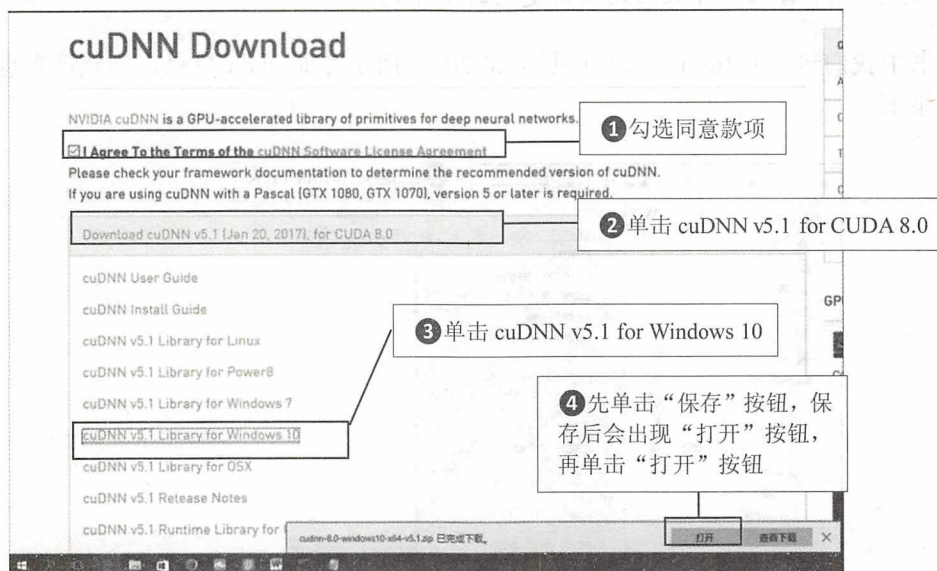 cuDNN Download
NVIDIA cuDNN is a GPU-accelerated library of primitives for deep neural networks.
❶勾选同意款项
I Agree To the Terms of the cuDNN Software License Agreement
Please check your framework documentation to determine the recommended version of cuDNN.
If you are using cuDNN with a Pascal (GTX 1080, GTX 1070), version 5 or later is required.
❷单击 cuDNN v5.1 for CUDA 8.0
Download cuDNN v5.1 (Jan 20, 2017), for CUDA 8.0
cuDNN User Guide
cuDNN Install Guide
❸单击 cuDNN v5.1 for Windows 10
cuDNN v5.1 Library for Linux
cuDNN v5.1 Library for Power8
cuDNN v5.1 Library for Windows 7
❹先单击“保存”按钮，保
存后会出现“打开”按钮，
再单击“打开”按钮
cuDNN v5.1 Library for Windows 10
cuDNN v5.1 Library for OSX
cuDNN v5.1 Release Notes
cuDNN v5.1 Runtime Library for
cudnn-8.0-windows10-x64-v5.1.zip 已完成下载。
打开
查看下载
GP